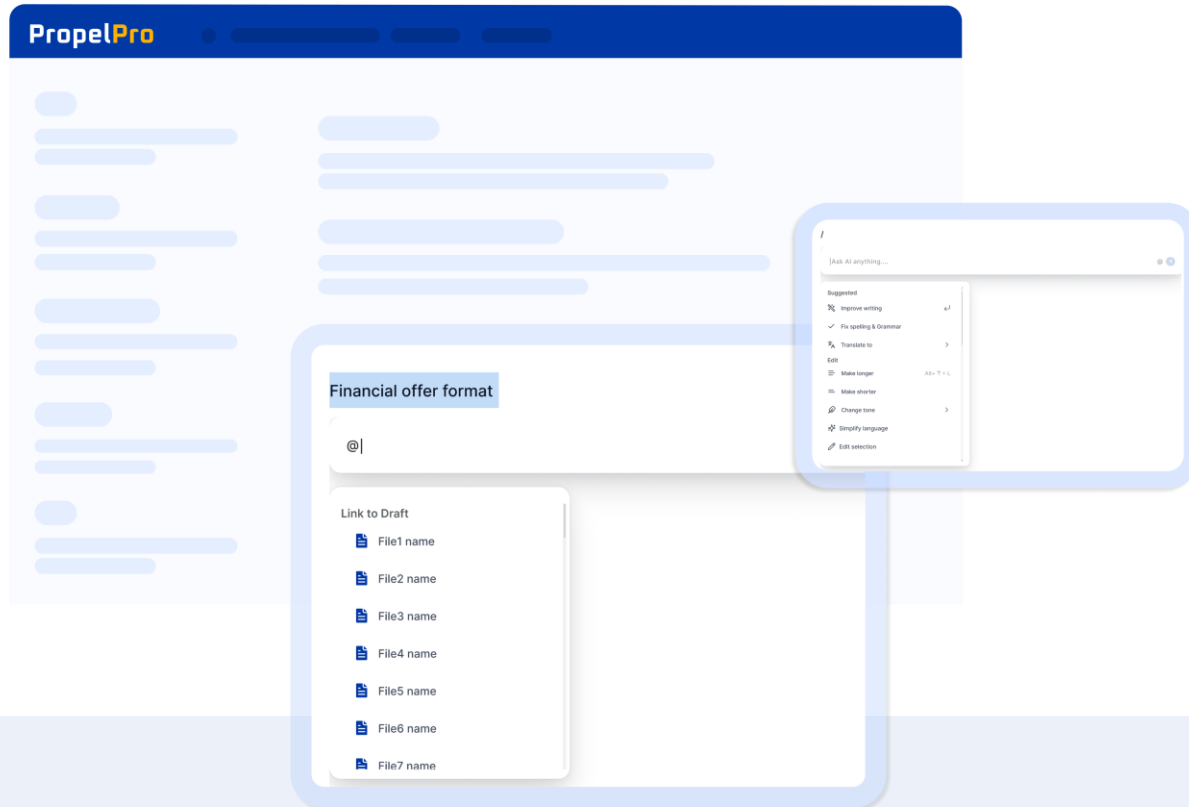 PropelPro
/
Ask AI anything....
Suggested
Improve writing
Fix spelling & Grammar
Translate to
Edit
Make longer Alt+ ⇧ + L
Make shorter
Change tone
Simplify language
Edit selection
Financial offer format
@
Link to Draft
File1 name
File2 name
File3 name
File4 name
File5 name
File6 name
File7 name